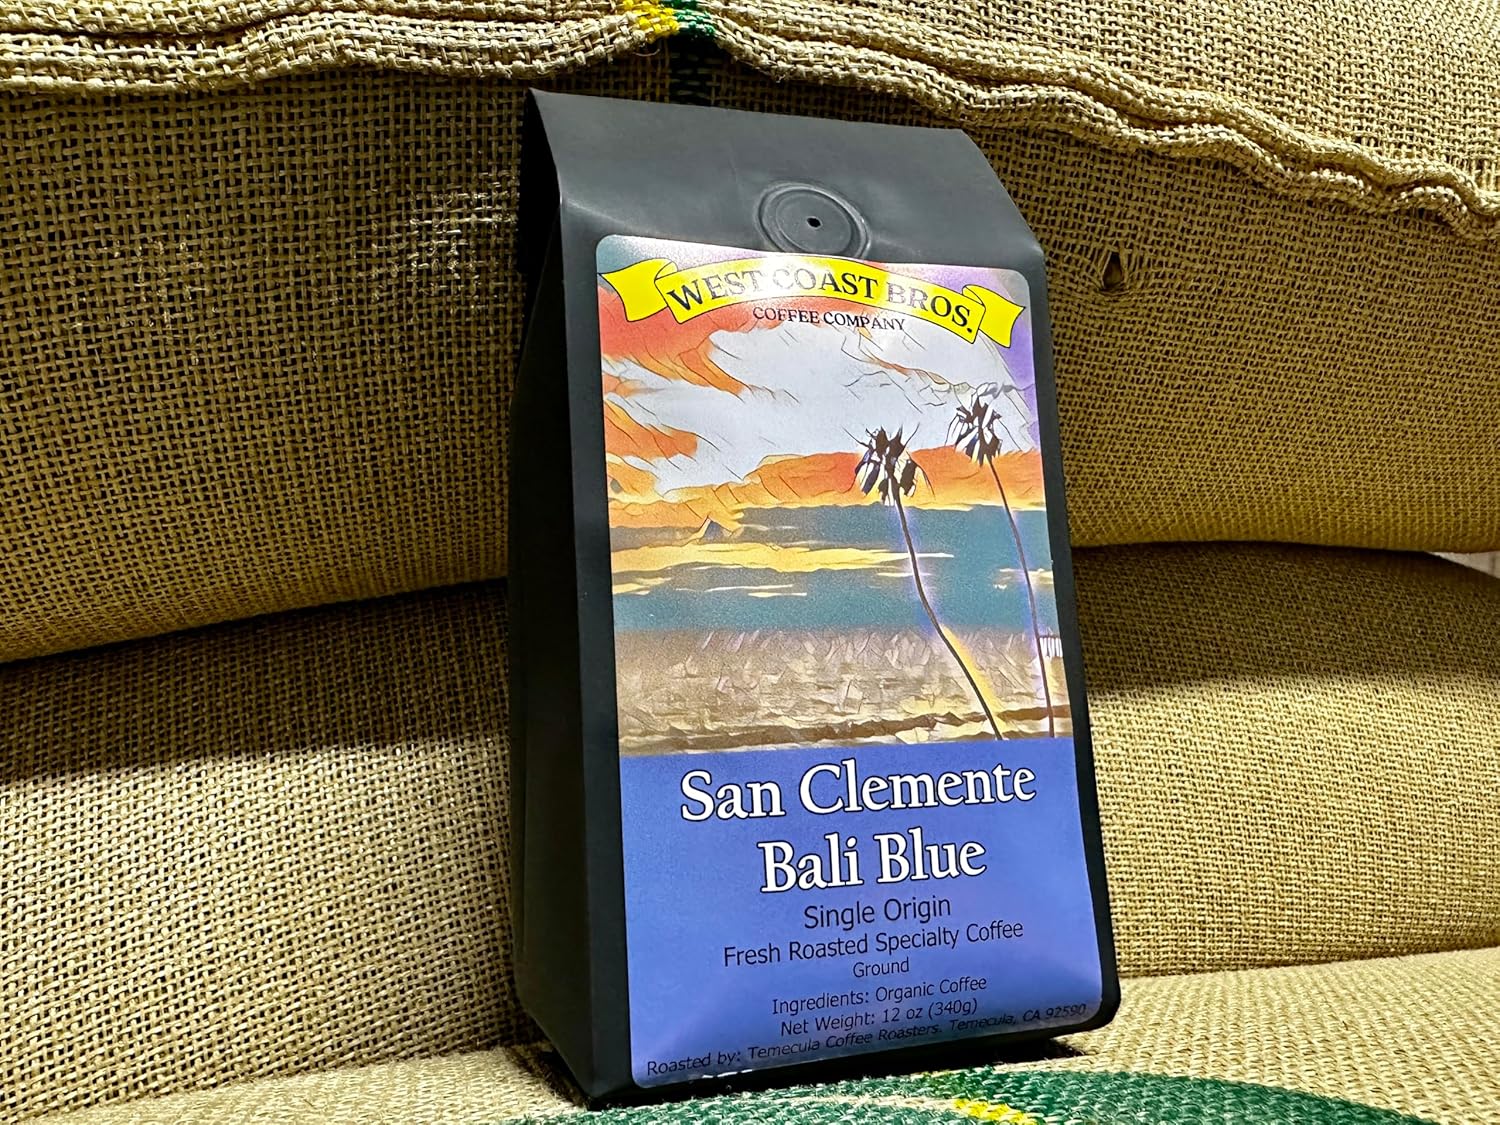 WEST COAST BROS.
COFFEE COMPANY
San Clemente
Bali Blue
Single Origin
Fresh Roasted Specialty Coffee
Ground
Ingredients: Organic Coffee
Net Weight: 12 oz (340g)
Roasted by: Temecula Coffee Roasters. Temecula, CA 92590